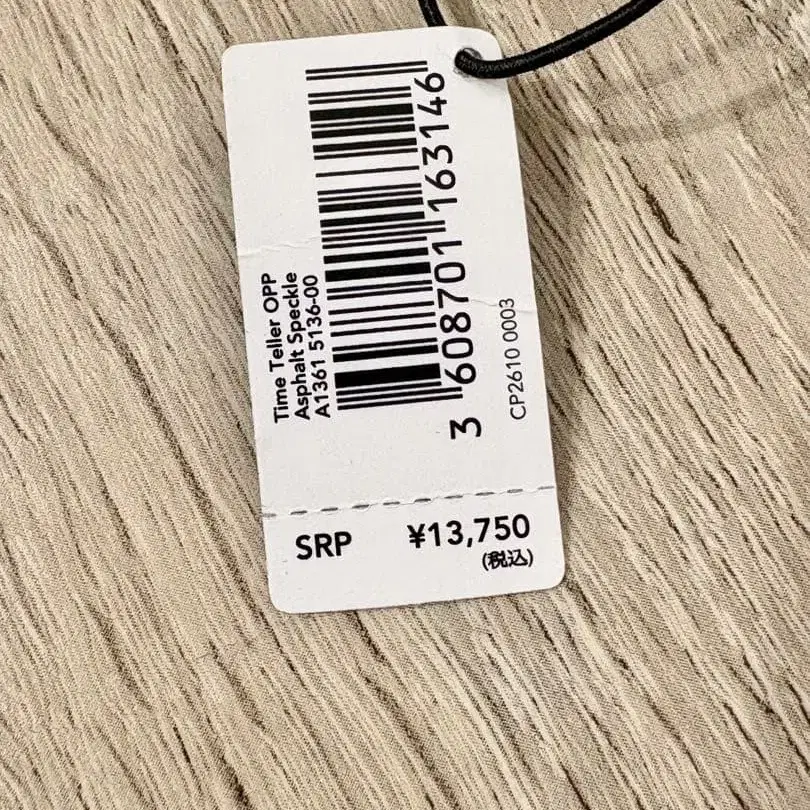 Time Teller OPP
Asphalt Speckle
A1361 5136-00
3 608701 163146
CP2610 0003
SRP ¥13,750
(税込)